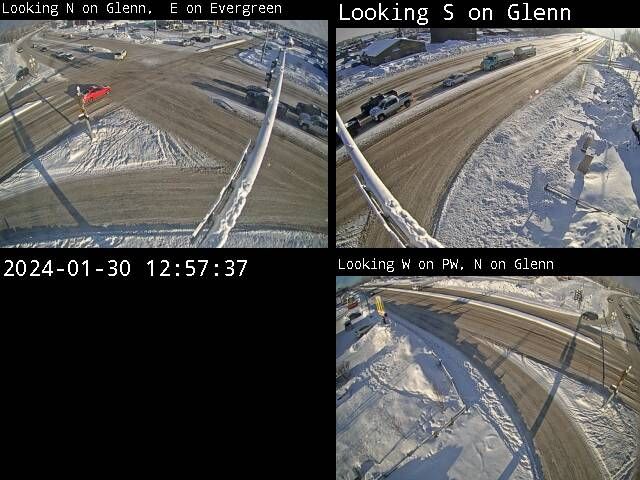 Looking N on Glenn,  E on Evergreen
Looking S on Glenn
2024-01-30 12:57:37
Looking W on PW, N on Glenn